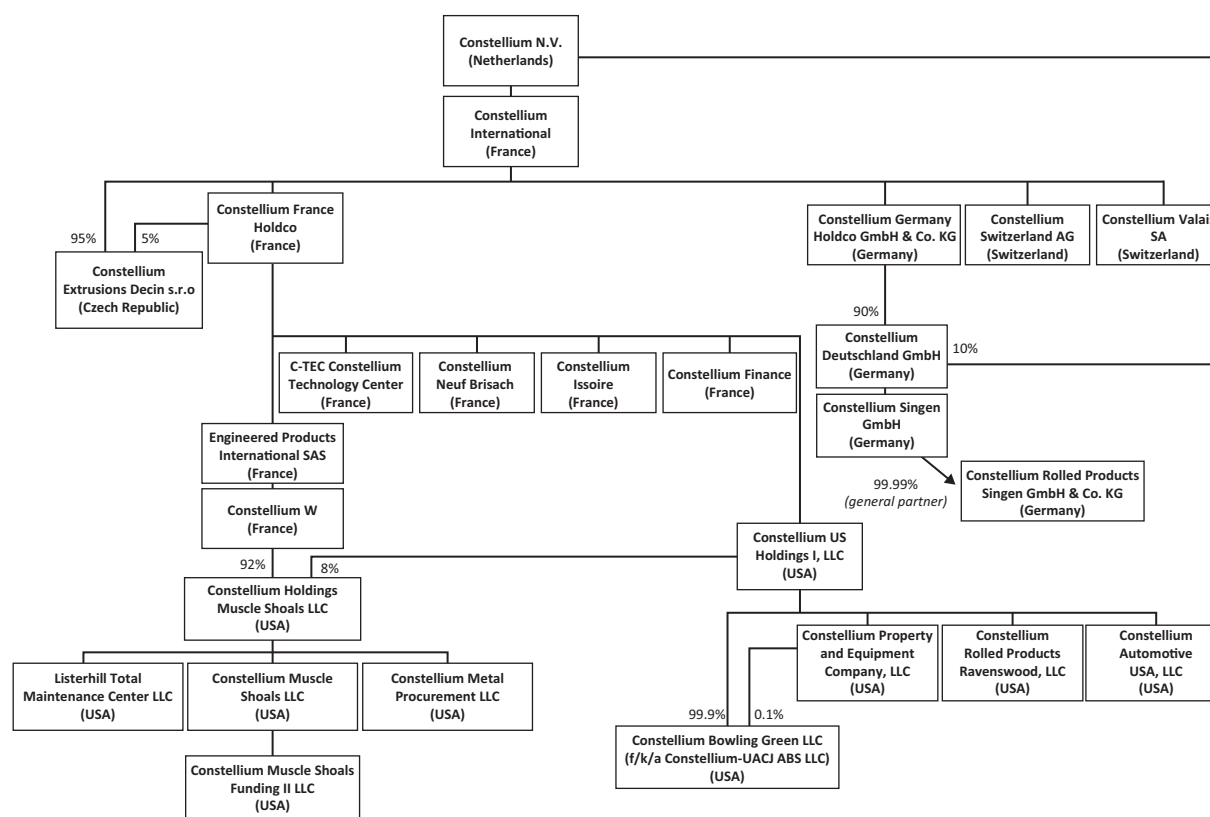 Constellium N.V.
(Netherlands)
Constellium
International
(France)
Constellium France
Holdco
(France)
Constellium Germany
Holdco GmbH & Co. KG
(Germany)
Constellium
Switzerland AG
(Switzerland)
Constellium Valais
SA
(Switzerland)
95%
5%
Constellium
Extrusions Decin s.r.o
(Czech Republic)
90%
Constellium
Deutschland GmbH
(Germany)
10%
C-TEC Constellium
Technology Center
(France)
Constellium
Neuf Brisach
(France)
Constellium
Issoire
(France)
Constellium Finance
(France)
Constellium Singen
GmbH
(Germany)
Engineered Products
International SAS
(France)
99.99%
(general partner)
Constellium Rolled Products
Singen GmbH & Co. KG
(Germany)
Constellium W
(France)
Constellium US
Holdings I, LLC
(USA)
92%
8%
Constellium Holdings
Muscle Shoals LLC
(USA)
Constellium Property
and Equipment
Company, LLC
(USA)
Constellium
Rolled Products
Ravenswood, LLC
(USA)
Constellium
Automotive
USA, LLC
(USA)
Listerhill Total
Maintenance Center LLC
(USA)
Constellium Muscle
Shoals LLC
(USA)
Constellium Metal
Procurement LLC
(USA)
99.9%
0.1%
Constellium Bowling Green LLC
(f/k/a Constellium-UACJ ABS LLC)
(USA)
Constellium Muscle Shoals
Funding II LLC
(USA)